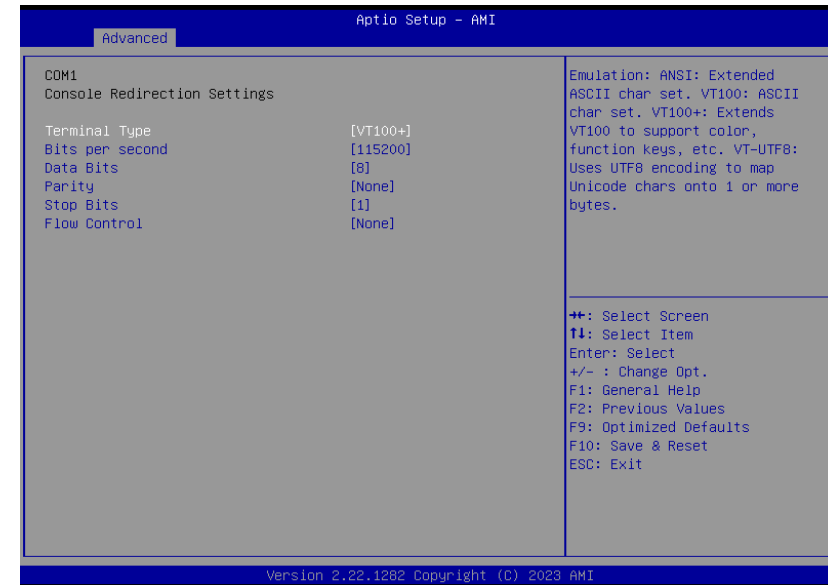 Aptio Setup – AMI
Advanced
COM1
Console Redirection Settings
Terminal Type [VT100+]
Bits per second [115200]
Data Bits [8]
Parity [None]
Stop Bits [1]
Flow Control [None]
Emulation: ANSI: Extended
ASCII char set. VT100: ASCII
char set. VT100+: Extends
VT100 to support color,
function keys, etc. VT-UTF8:
Uses UTF8 encoding to map
Unicode chars onto 1 or more
bytes.
→←: Select Screen
↑↓: Select Item
Enter: Select
+/- : Change Opt.
F1: General Help
F2: Previous Values
F9: Optimized Defaults
F10: Save & Reset
ESC: Exit
Version 2.22.1282 Copyright (C) 2023 AMI